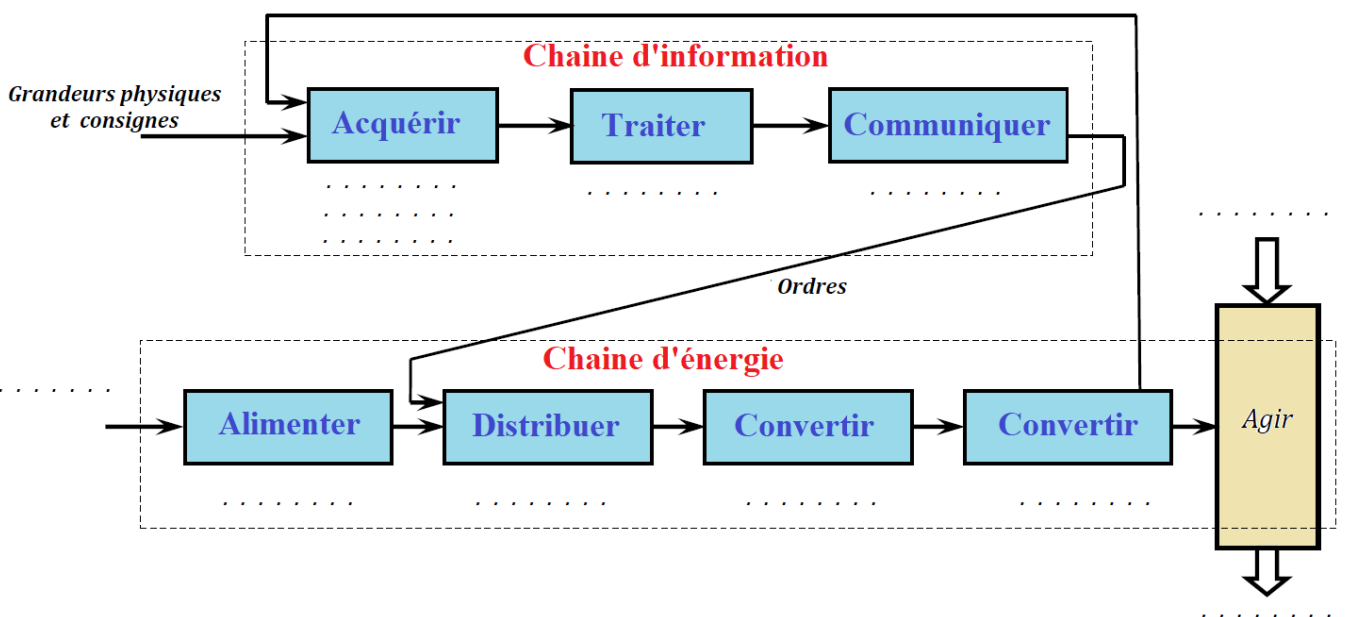 Chaine d'information
Grandeurs physiques
et consignes
Acquérir
Traiter
Communiquer
. . . . . . . .
. . . . . . . .
. . . . . . . .
. . . . . . . .
. . . . . . . .
. . . . . . . .
Ordres
Chaine d'énergie
. . . . . . .
Alimenter
Distribuer
Convertir
Convertir
Agir
. . . . . . . .
. . . . . . . .
. . . . . . . .
. . . . . . . .
. . . . . . . .